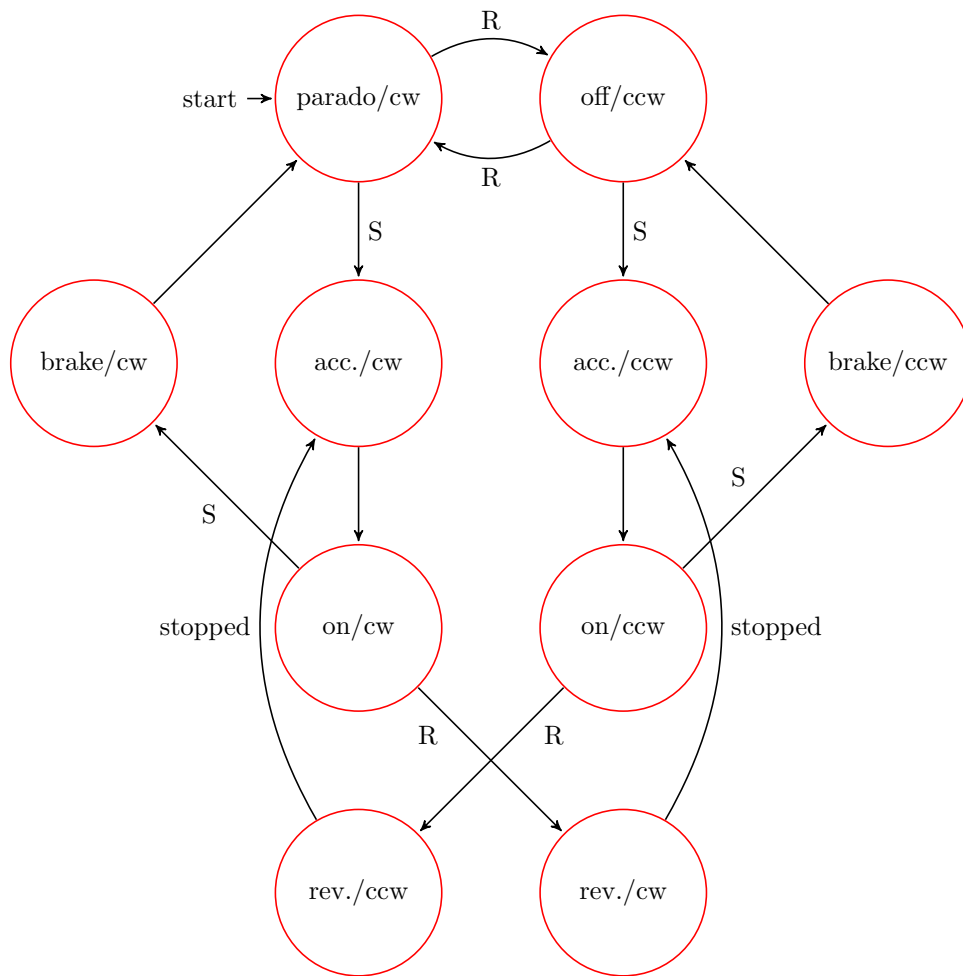 R
start
parado/cw
off/ccw
R
S
S
brake/cw
acc./cw
acc./ccw
brake/ccw
S
S
stopped
on/cw
on/ccw
stopped
R
R
rev./ccw
rev./cw